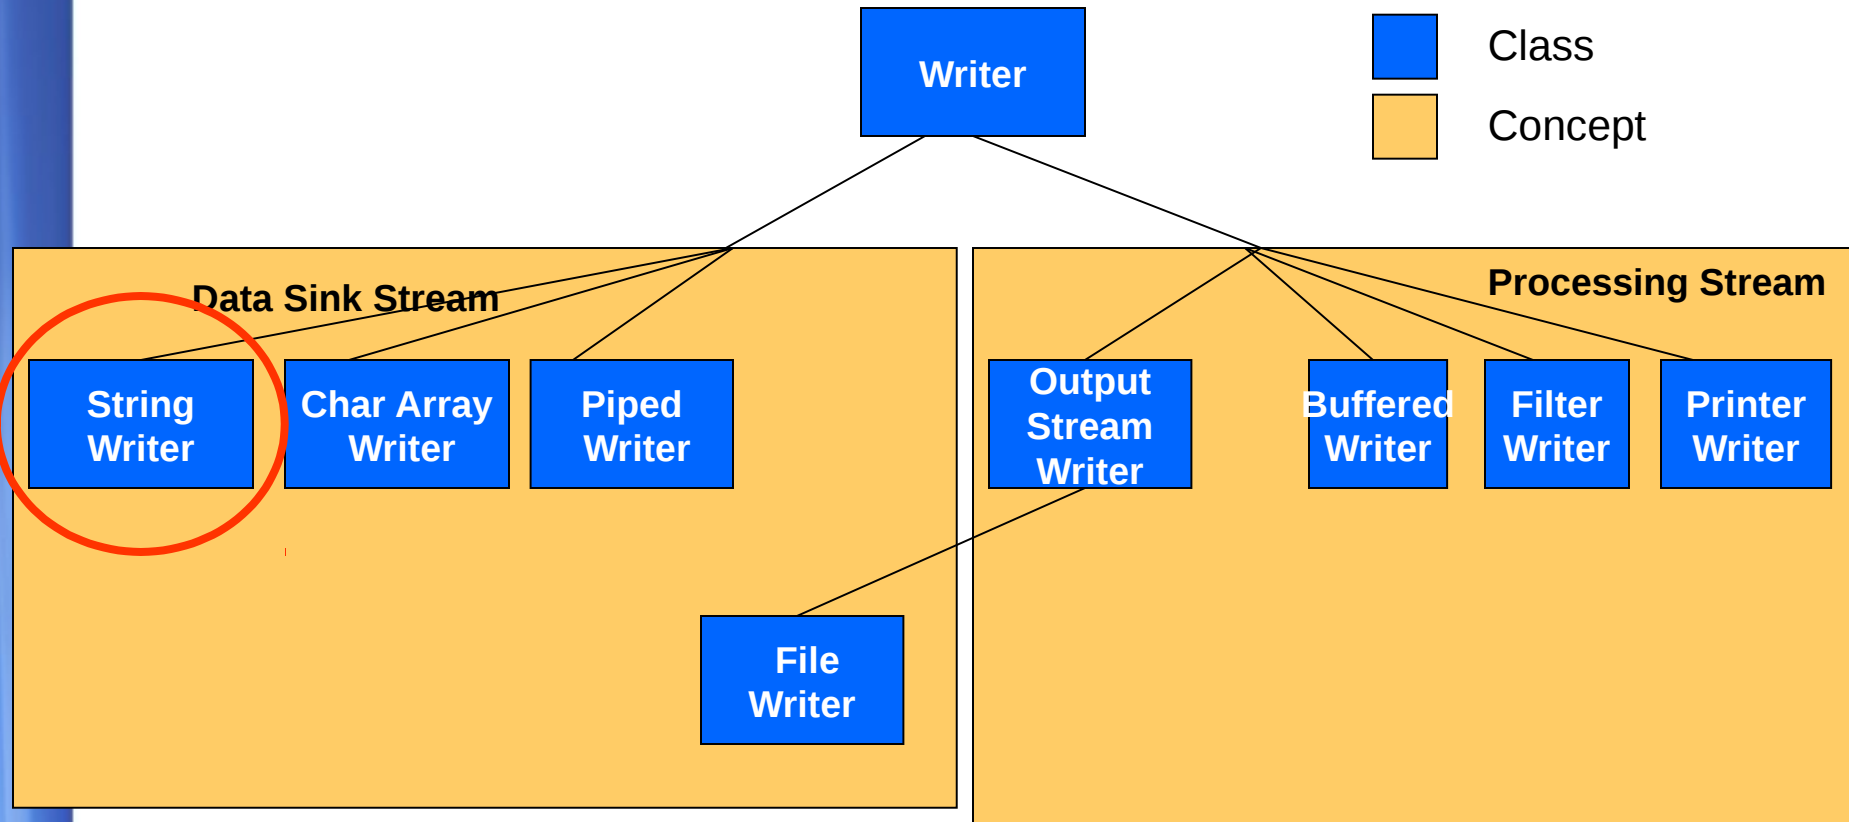 Writer
Class
Concept
Data Sink Stream
Processing Stream
String
Writer
Char Array
Writer
Piped
Writer
Output
Stream
Writer
Buffered
Writer
Filter
Writer
Printer
Writer
File
Writer